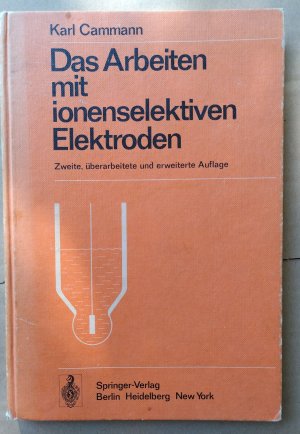 Karl Cammann
Das Arbeiten
mit
ionenselektiven
Elektroden
Zweite, überarbeitete und erweiterte Auflage
Springer-Verlag
Berlin Heidelberg New York